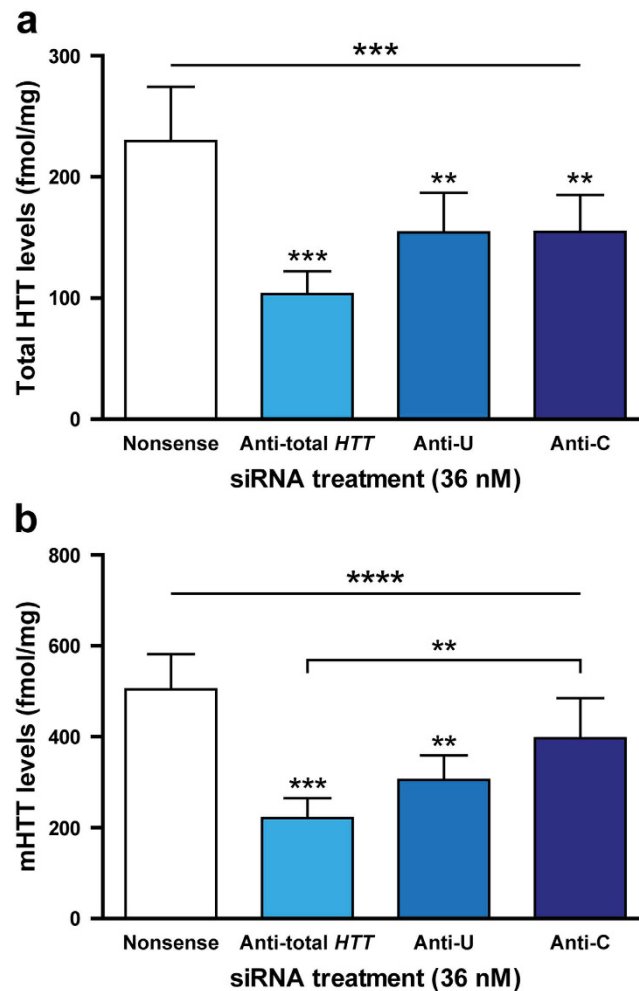 a
Total HTT levels (fmol/mg)
300
200
100
0
***
***
**
**
Nonsense Anti-total HTT Anti-U Anti-C
siRNA treatment (36 nM)
b
mHTT levels (fmol/mg)
800
600
400
200
0
****
**
***
**
Nonsense Anti-total HTT Anti-U Anti-C
siRNA treatment (36 nM)